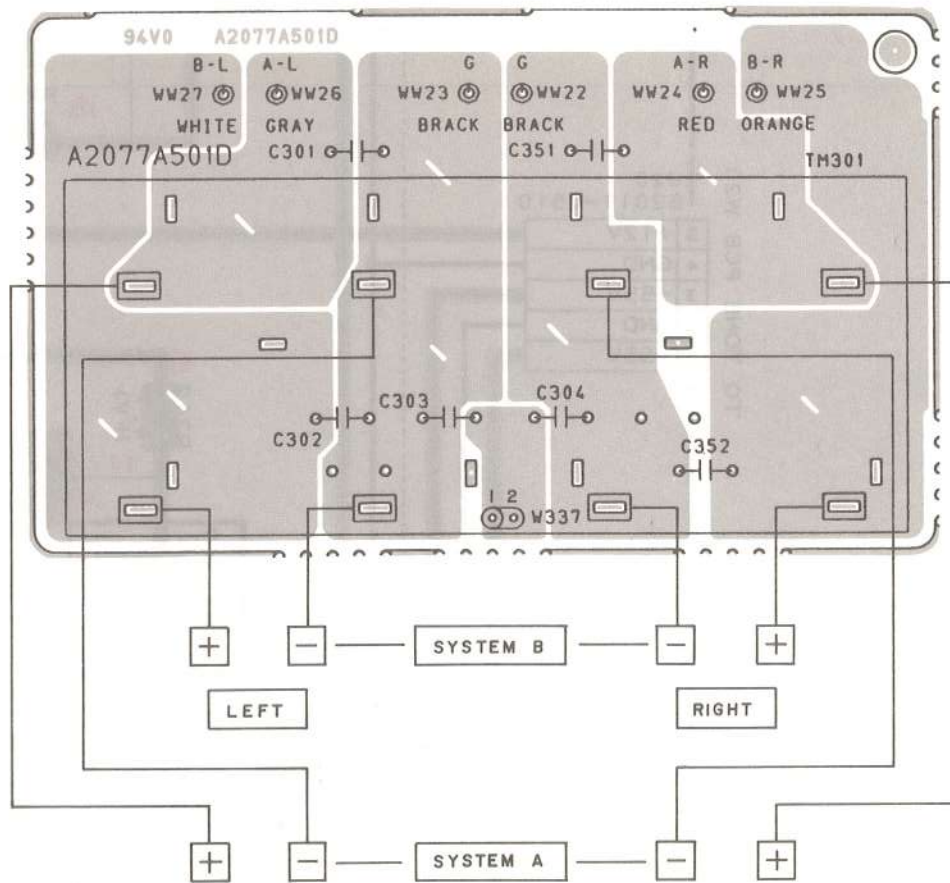 94V0 A2077A501D
B-L A-L G G A-R B-R
WW27 WW26 WW23 WW22 WW24 WW25
WHITE GRAY BRACK BRACK RED ORANGE
A2077A501D C301 C351 TM301
C303 C304
C302 C352
1 2
W337
+ − SYSTEM B − +
LEFT RIGHT
+ − SYSTEM A − +